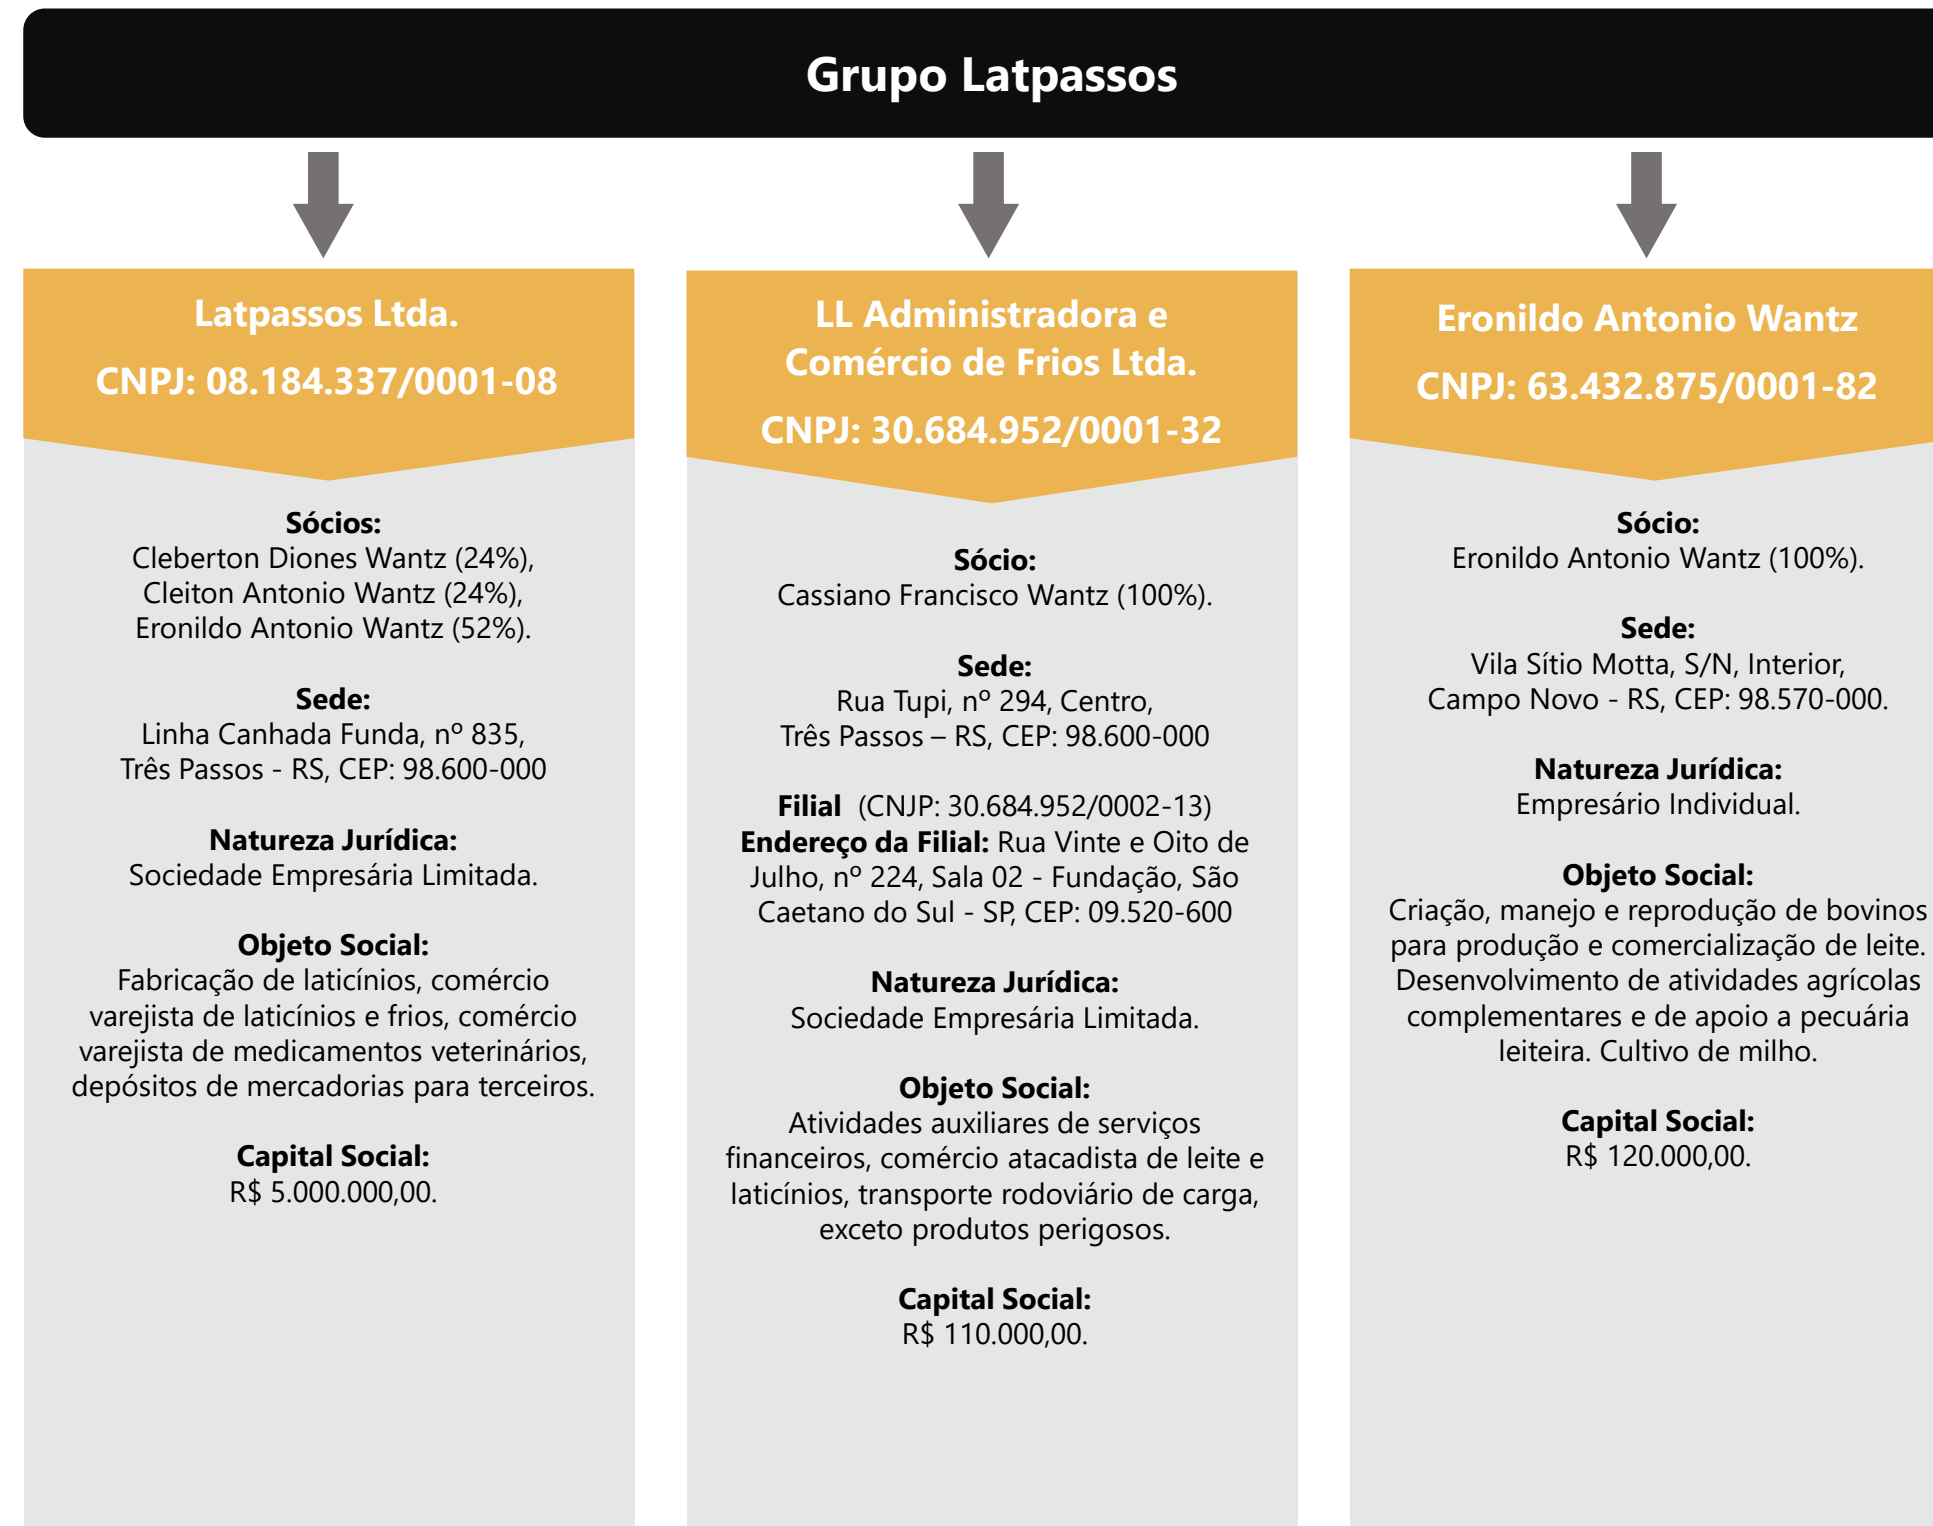 Grupo Latpassos
Latpassos Ltda.
CNPJ: 08.184.337/0001-08
Sócios:
Cleberton Diones Wantz (24%),
Cleiton Antonio Wantz (24%),
Eronildo Antonio Wantz (52%).
Sede:
Linha Canhada Funda, nº 835,
Três Passos - RS, CEP: 98.600-000
Natureza Jurídica:
Sociedade Empresária Limitada.
Objeto Social:
Fabricação de laticínios, comércio
varejista de laticínios e frios, comércio
varejista de medicamentos veterinários,
depósitos de mercadorias para terceiros.
Capital Social:
R$ 5.000.000,00.
LL Administradora e
Comércio de Frios Ltda.
CNPJ: 30.684.952/0001-32
Sócio:
Cassiano Francisco Wantz (100%).
Sede:
Rua Tupi, nº 294, Centro,
Três Passos – RS, CEP: 98.600-000
Filial (CNJP: 30.684.952/0002-13)
Endereço da Filial: Rua Vinte e Oito de
Julho, nº 224, Sala 02 - Fundação, São
Caetano do Sul - SP, CEP: 09.520-600
Natureza Jurídica:
Sociedade Empresária Limitada.
Objeto Social:
Atividades auxiliares de serviços
financeiros, comércio atacadista de leite e
laticínios, transporte rodoviário de carga,
exceto produtos perigosos.
Capital Social:
R$ 110.000,00.
Eronildo Antonio Wantz
CNPJ: 63.432.875/0001-82
Sócio:
Eronildo Antonio Wantz (100%).
Sede:
Vila Sítio Motta, S/N, Interior,
Campo Novo - RS, CEP: 98.570-000.
Natureza Jurídica:
Empresário Individual.
Objeto Social:
Criação, manejo e reprodução de bovinos
para produção e comercialização de leite.
Desenvolvimento de atividades agrícolas
complementares e de apoio a pecuária
leiteira. Cultivo de milho.
Capital Social:
R$ 120.000,00.